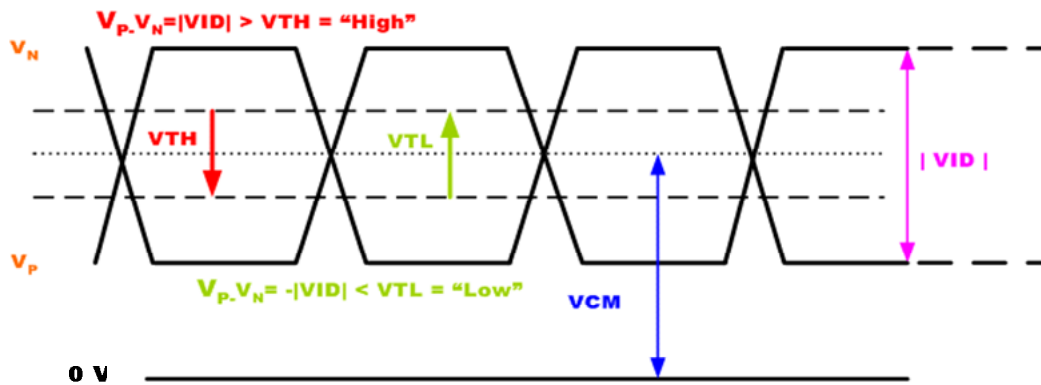 VP-VN=|VID| > VTH = “High”
VN
VTH
VTL
| VID |
VP
VP-VN= -|VID| < VTL = “Low”
VCM
0 V